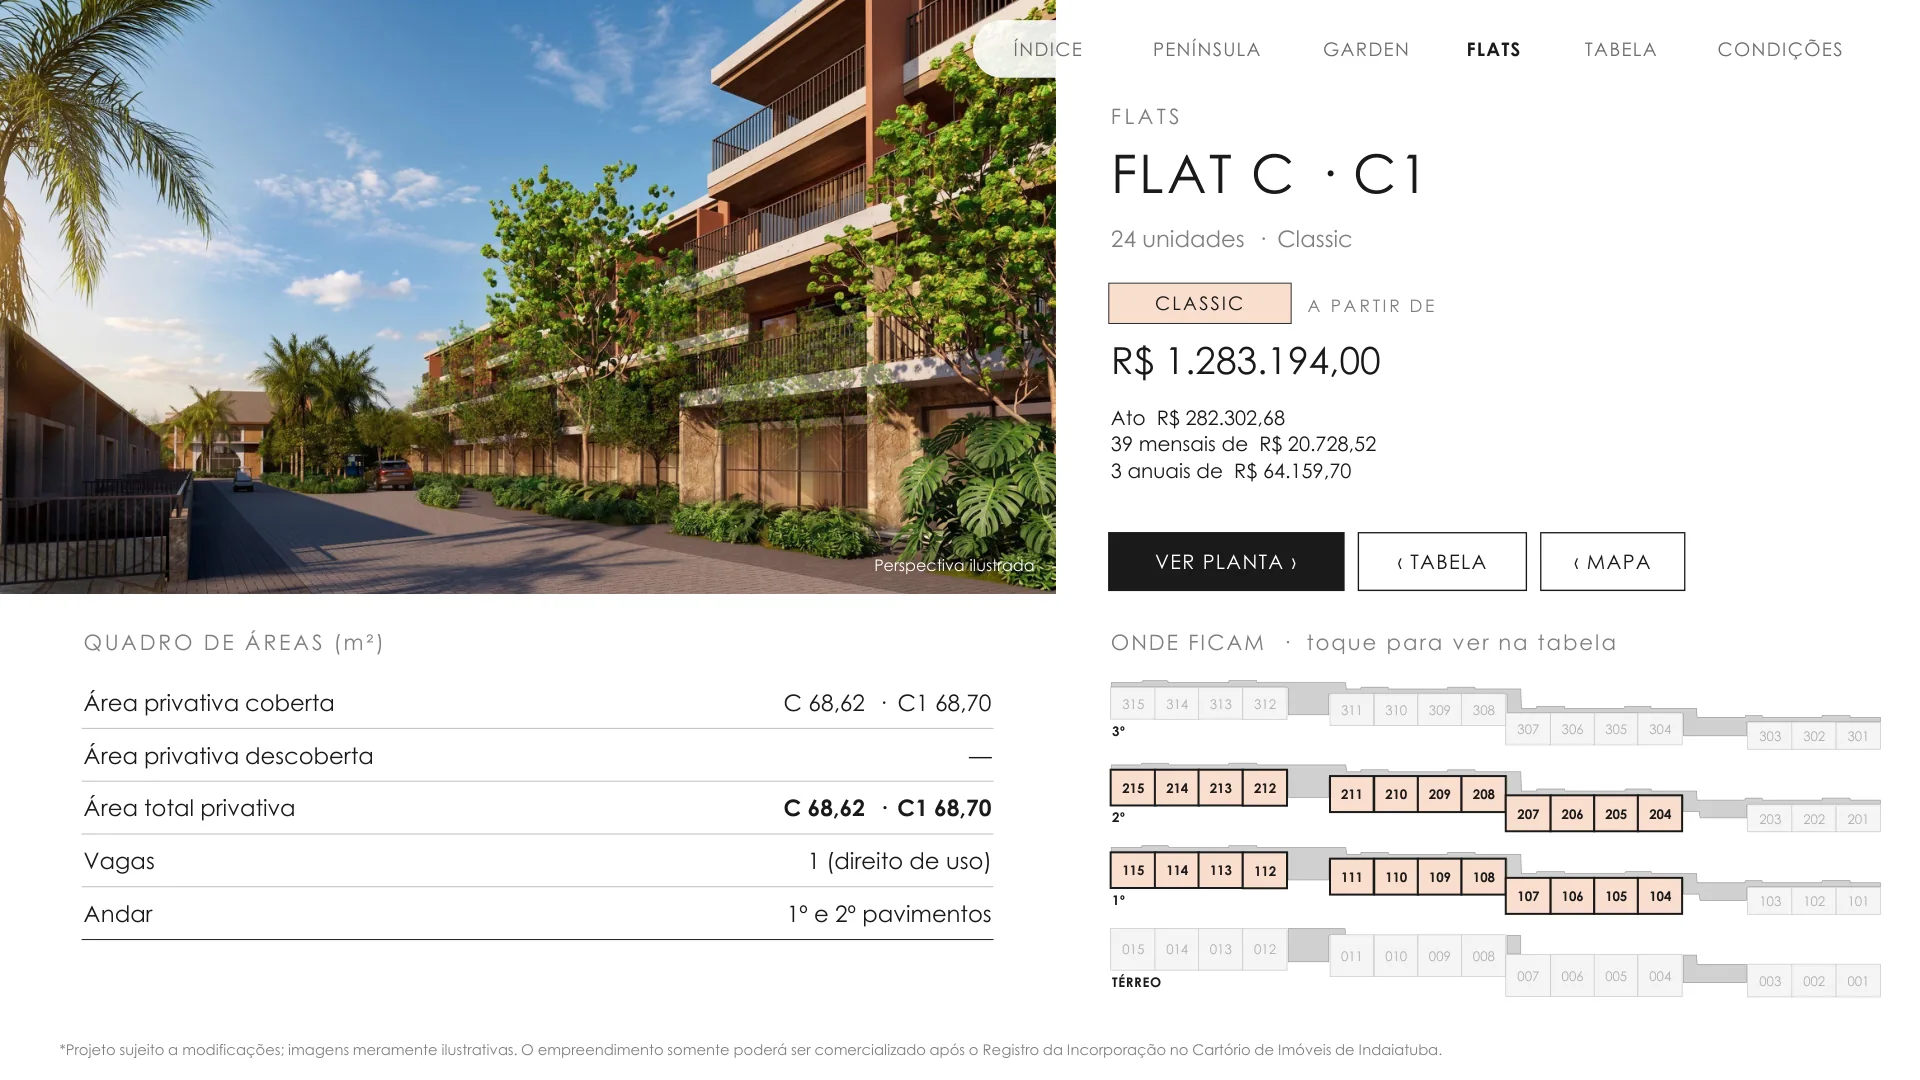 ÍNDICE PENÍNSULA GARDEN FLATS TABELA CONDIÇÕES
FLATS
FLAT C · C1
24 unidades · Classic
CLASSIC A PARTIR DE
R$ 1.283.194,00
Ato R$ 282.302,68
39 mensais de R$ 20.728,52
3 anuais de R$ 64.159,70
VER PLANTA › ‹ TABELA ‹ MAPA
Perspectiva ilustrada
QUADRO DE ÁREAS (m²)
Área privativa coberta C 68,62 · C1 68,70
Área privativa descoberta —
Área total privativa C 68,62 · C1 68,70
Vagas 1 (direito de uso)
Andar 1º e 2º pavimentos
ONDE FICAM · toque para ver na tabela
315 314 313 312 311 310 309 308 307 306 305 304 303 302 301
3º
215 214 213 212 211 210 209 208 207 206 205 204 203 202 201
2º
115 114 113 112 111 110 109 108 107 106 105 104 103 102 101
1º
015 014 013 012 011 010 009 008 007 006 005 004 003 002 001
TÉRREO
*Projeto sujeito a modificações; imagens meramente ilustrativas. O empreendimento somente poderá ser comercializado após o Registro da Incorporação no Cartório de Imóveis de Indaiatuba.